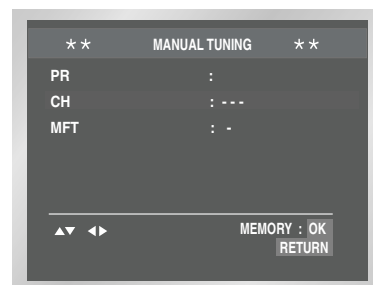 ** MANUAL TUNING **
PR :
CH : ---
MFT : -
▲▼ ◀▶ MEMORY : OK
RETURN